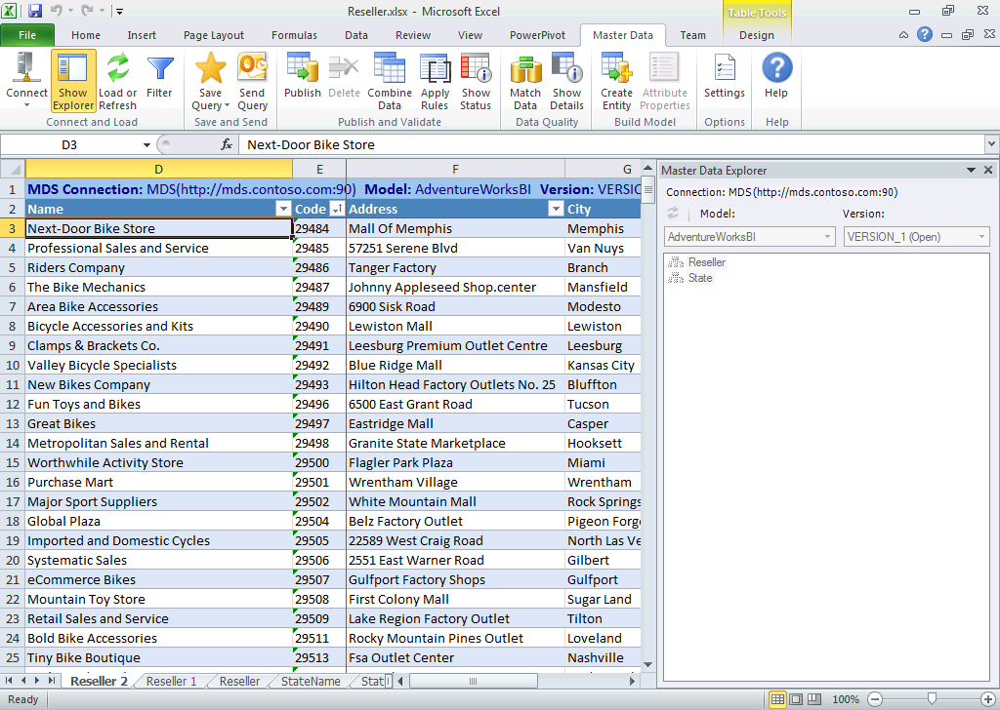 Reseller.xlsx - Microsoft Excel
Table Tools
File Home Insert Page Layout Formulas Data Review View PowerPivot Master Data Team Design
Connect Show Explorer Load or Refresh Filter Save Query Send Query Publish Delete Combine Data Apply Rules Show Status Match Data Show Details Create Entity Attribute Properties Settings Help
Connect and Load Save and Send Publish and Validate Data Quality Build Model Options Help
D3 fx Next-Door Bike Store
D E F G
1 MDS Connection: MDS(http://mds.contoso.com:90) Model: AdventureWorksBI Version: VERSIC
2 Name Code Address City
3 Next-Door Bike Store 29484 Mall Of Memphis Memphis
4 Professional Sales and Service 29485 57251 Serene Blvd Van Nuys
5 Riders Company 29486 Tanger Factory Branch
6 The Bike Mechanics 29487 Johnny Appleseed Shop.center Mansfield
7 Area Bike Accessories 29489 6900 Sisk Road Modesto
8 Bicycle Accessories and Kits 29490 Lewiston Mall Lewiston
9 Clamps & Brackets Co. 29491 Leesburg Premium Outlet Centre Leesburg
10 Valley Bicycle Specialists 29492 Blue Ridge Mall Kansas City
11 New Bikes Company 29493 Hilton Head Factory Outlets No. 25 Bluffton
12 Fun Toys and Bikes 29496 6500 East Grant Road Tucson
13 Great Bikes 29497 Eastridge Mall Casper
14 Metropolitan Sales and Rental 29498 Granite State Marketplace Hooksett
15 Worthwhile Activity Store 29500 Flagler Park Plaza Miami
16 Purchase Mart 29501 Wrentham Village Wrentham
17 Major Sport Suppliers 29502 White Mountain Mall Rock Springs
18 Global Plaza 29504 Belz Factory Outlet Pigeon Forg
19 Imported and Domestic Cycles 29505 22589 West Craig Road North Las Ve
20 Systematic Sales 29506 2551 East Warner Road Gilbert
21 eCommerce Bikes 29507 Gulfport Factory Shops Gulfport
22 Mountain Toy Store 29508 First Colony Mall Sugar Land
23 Retail Sales and Service 29509 Lake Region Factory Outlet Tilton
24 Bold Bike Accessories 29511 Rocky Mountain Pines Outlet Loveland
25 Tiny Bike Boutique 29513 Fsa Outlet Center Nashville
Master Data Explorer
Connection: MDS(http://mds.contoso.com:90)
Model: Version:
AdventureWorksBI VERSION_1 (Open)
Reseller
State
Reseller 2 Reseller 1 Reseller StateName Stat
Ready 100%